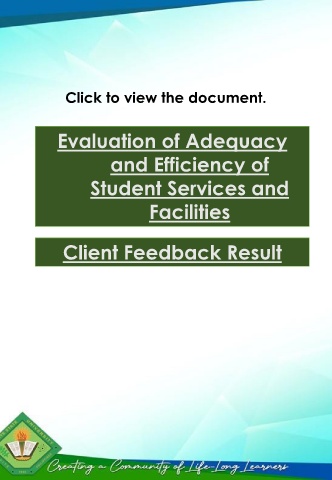 Click to view the document.
Evaluation of Adequacy
and Efficiency of
Student Services and
Facilities
Client Feedback Result
Creating a Community of Life-Long Learners